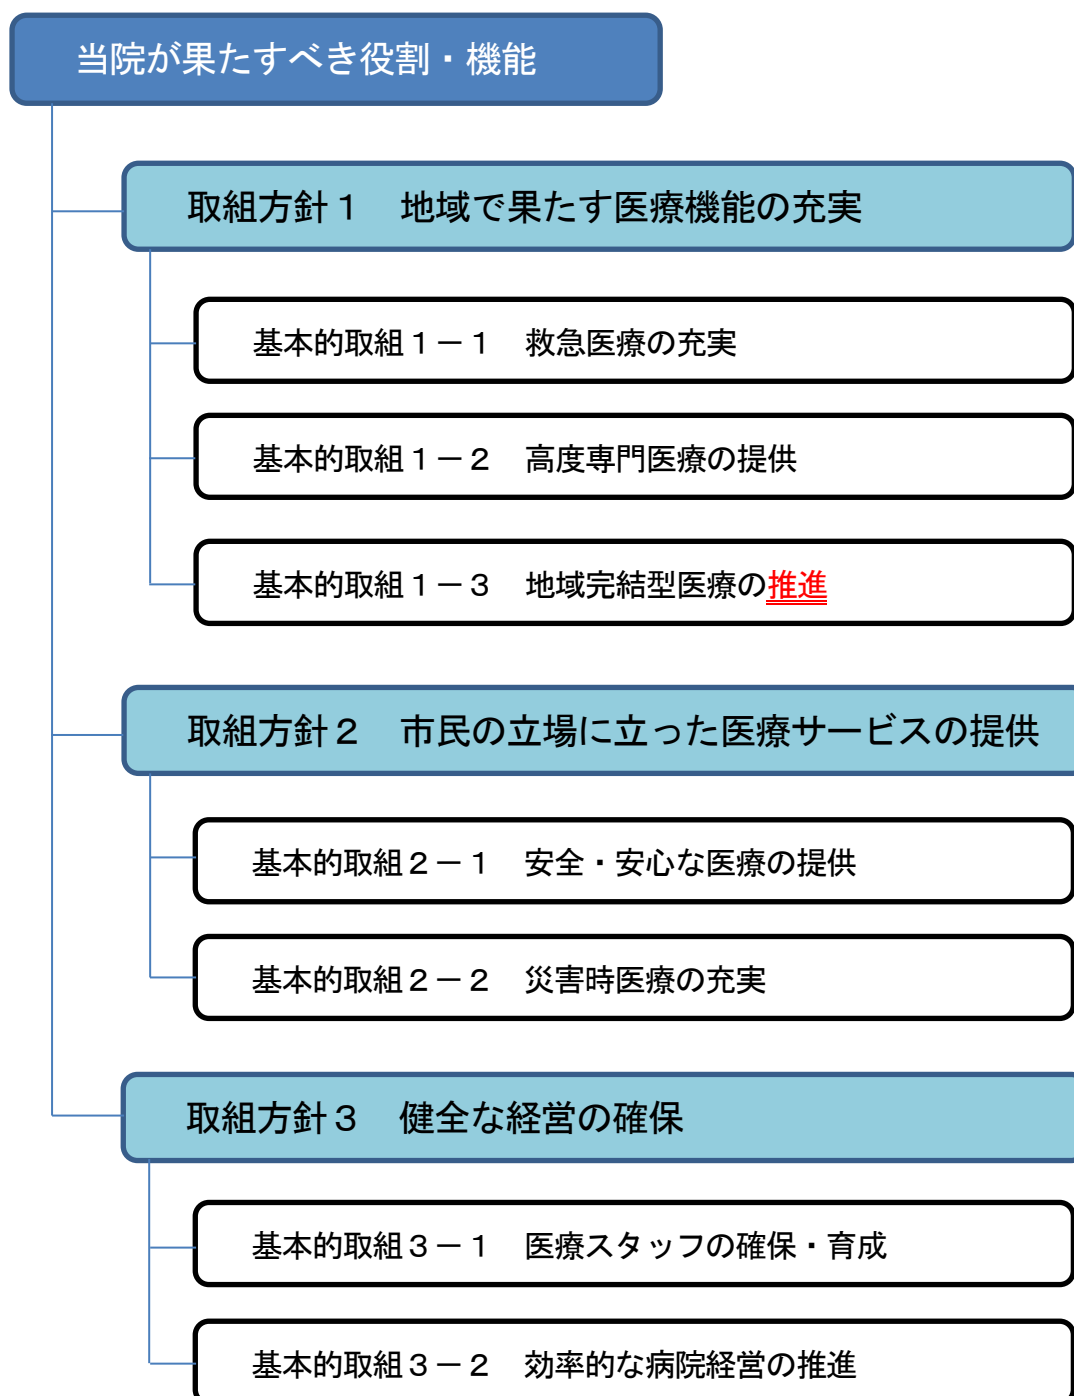 当院が果たすべき役割・機能
取組方針１　地域で果たす医療機能の充実
基本的取組１－１　救急医療の充実
基本的取組１－２　高度専門医療の提供
基本的取組１－３　地域完結型医療の推進
取組方針２　市民の立場に立った医療サービスの提供
基本的取組２－１　安全・安心な医療の提供
基本的取組２－２　災害時医療の充実
取組方針３　健全な経営の確保
基本的取組３－１　医療スタッフの確保・育成
基本的取組３－２　効率的な病院経営の推進